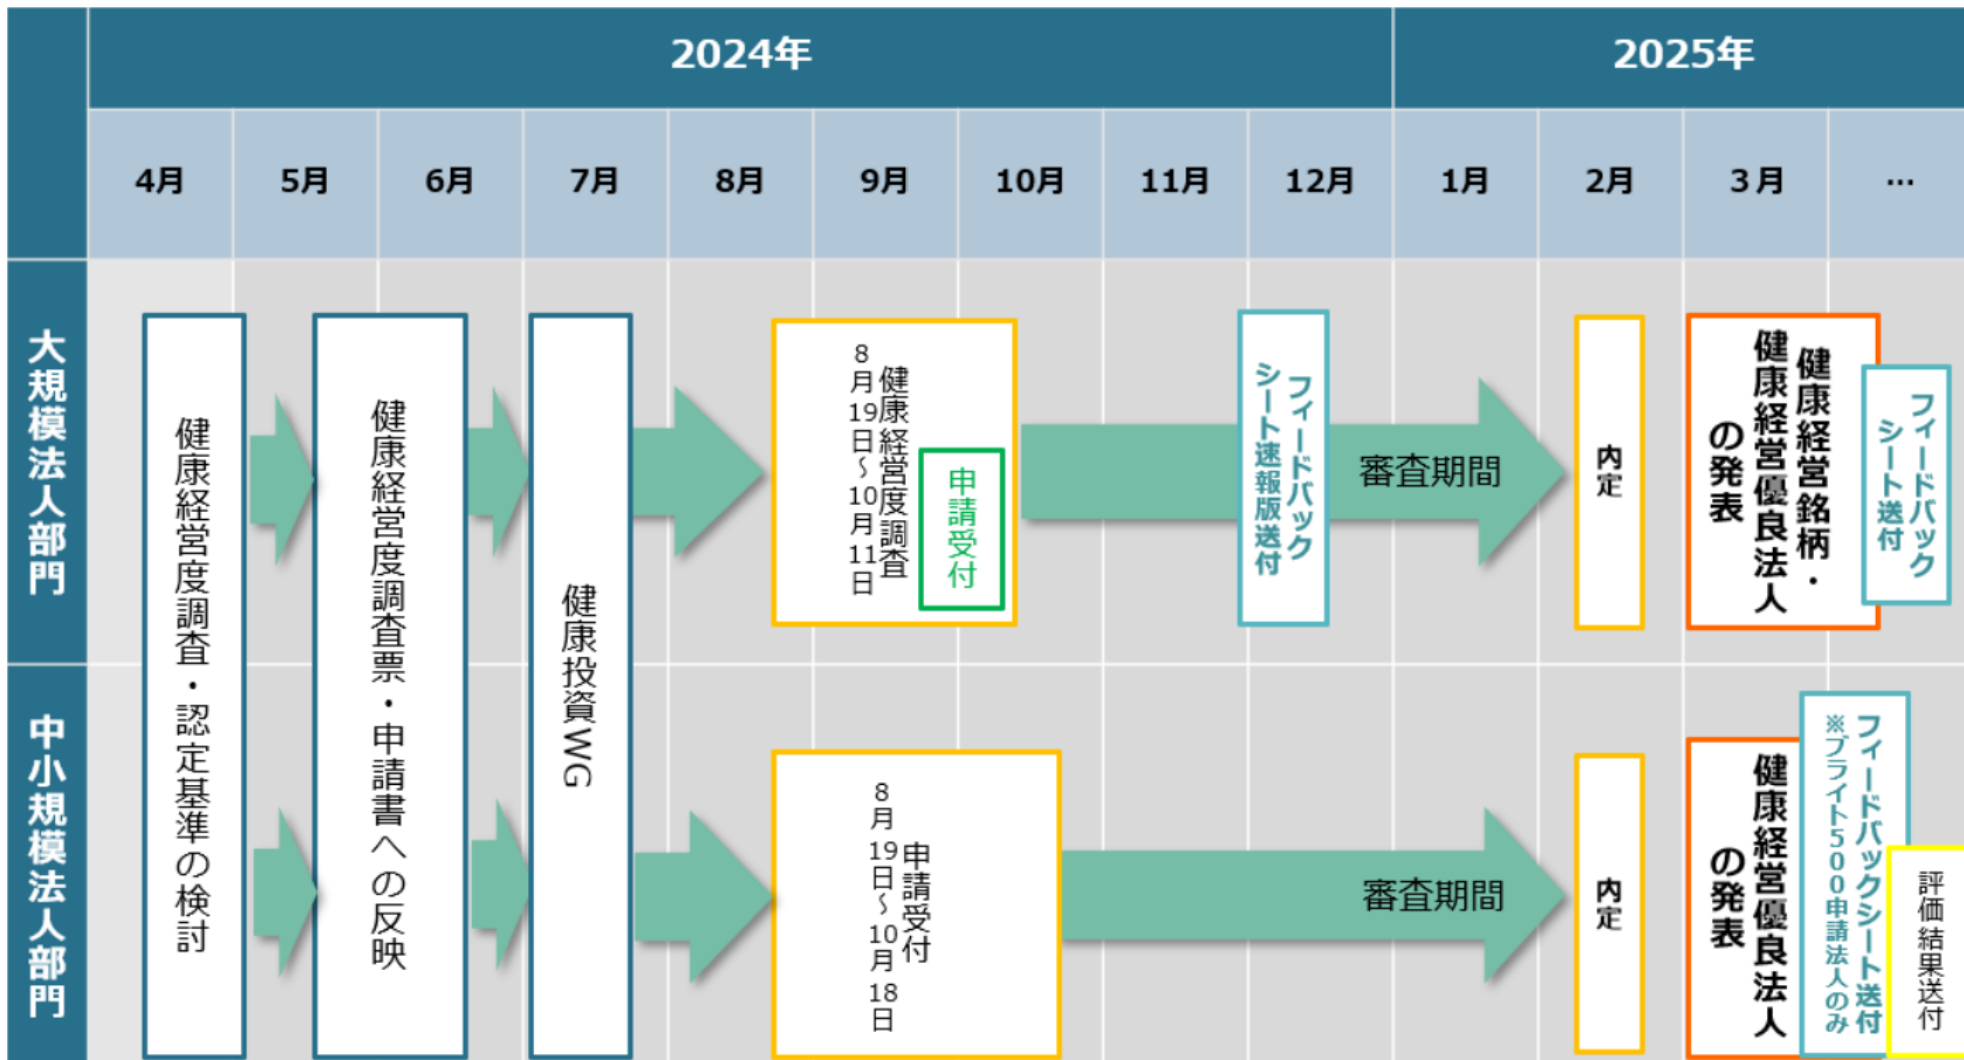 2024年
2025年
4月
5月
6月
7月
8月
9月
10月
11月
12月
1月
2月
3月
…
大規模法人部門
中小規模法人部門
健康経営度調査・認定基準の検討
健康経営度調査票・申請書への反映
健康投資WG
健康経営度調査
8月19日～10月11日
申請受付
フィードバック
シート速報版送付
審査期間
内定
健康経営銘柄・
健康経営優良法人
の発表
フィードバック
シート送付
申請受付
8月19日～10月18日
審査期間
内定
健康経営優良法人
の発表
フィードバックシート送付
※ブライト500申請法人のみ
評価結果送付